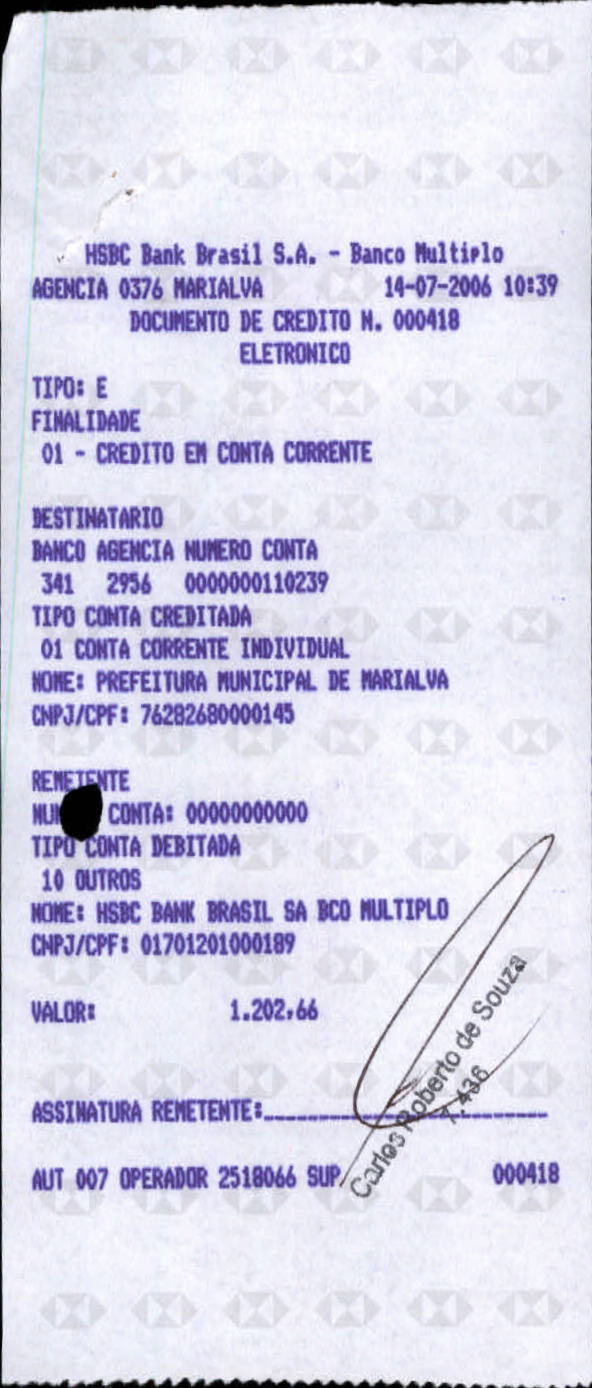 HSBC Bank Brasil S.A. - Banco Multiplo
AGENCIA 0376 MARIALVA 14-07-2006 10:39
DOCUMENTO DE CREDITO N. 000418
ELETRONICO
TIPO: E
FINALIDADE
01 - CREDITO EM CONTA CORRENTE
DESTINATARIO
BANCO AGENCIA NUMERO CONTA
341 2956 0000000110239
TIPO CONTA CREDITADA
01 CONTA CORRENTE INDIVIDUAL
NOME: PREFEITURA MUNICIPAL DE MARIALVA
CNPJ/CPF: 76282680000145
REMETENTE
CONTA: 00000000000
TIPO CONTA DEBITADA
10 OUTROS
NOME: HSBC BANK BRASIL SA BCO MULTIPLO
CNPJ/CPF: 01701201000189
VALOR: 1.202,66
ASSINATURA REMETENTE:
Carlos Roberto de Souza
AUT 007 OPERADOR 2518066 SUP 000418